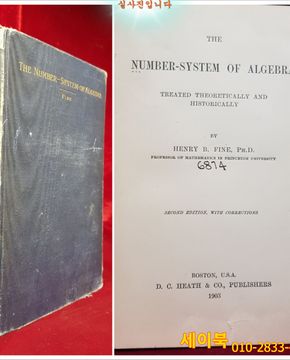 실사진입니다
THE NUMBER-SYSTEM OF ALGEBRA
FINE
THE
NUMBER-SYSTEM OF ALGEBRA
TREATED THEORETICALLY AND
HISTORICALLY
BY
HENRY B. FINE, PH.D.
PROFESSOR OF MATHEMATICS IN PRINCETON UNIVERSITY
6874
SECOND EDITION, WITH CORRECTIONS
BOSTON, U.S.A.
D. C. HEATH & CO., PUBLISHERS
1903
세이북 010-2833-